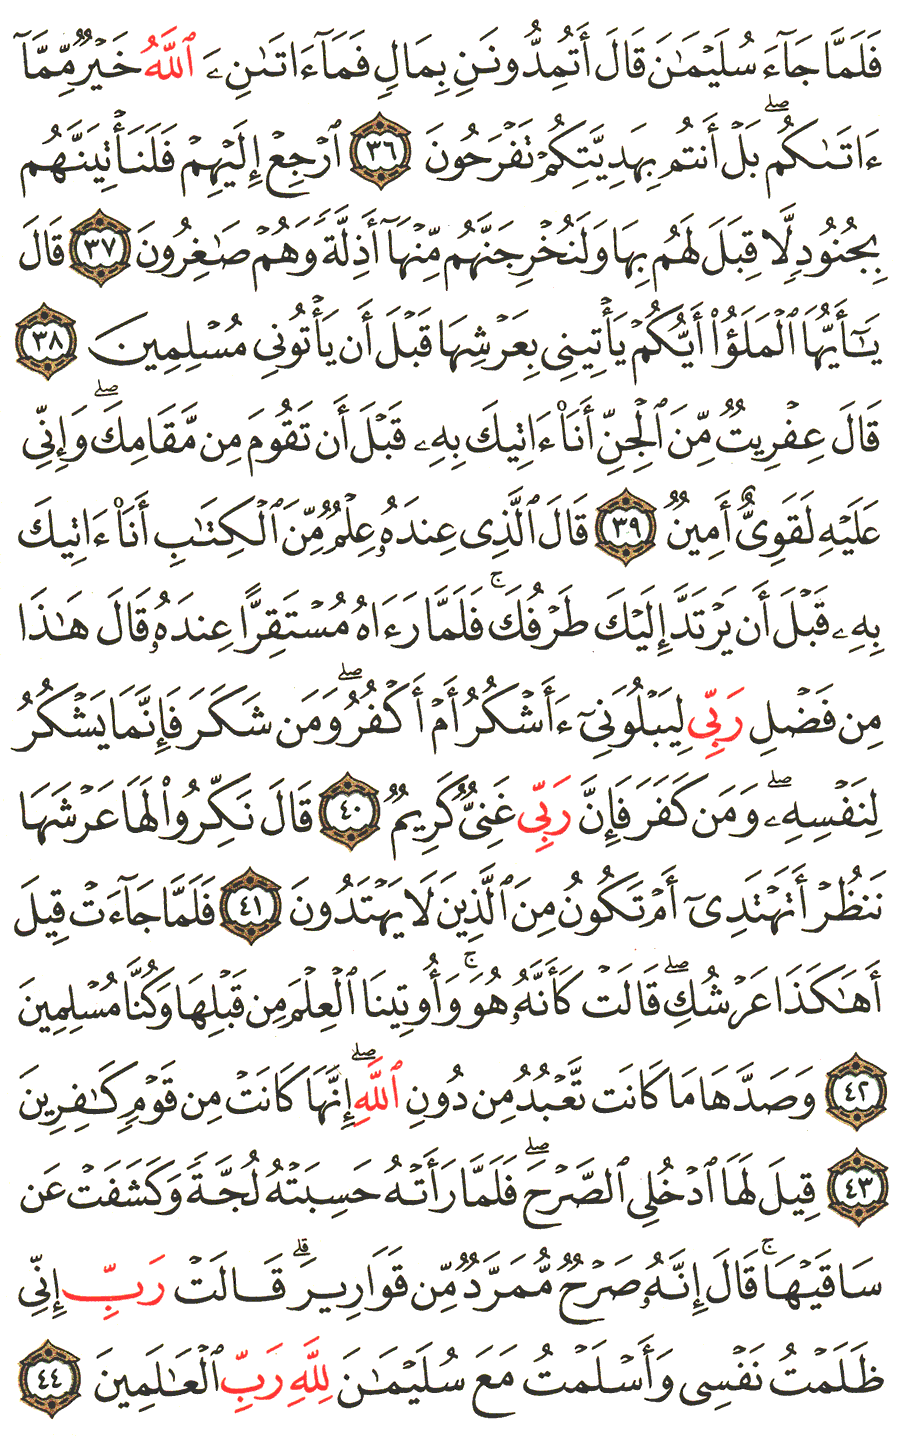 فَلَمَّا جَآءَ سُلَيۡمَٰنَ قَالَ أَتُمِدُّونَنِ بِمَالٖ فَمَآ ءَاتَىٰنِۦَ ٱللَّهُ خَيۡرٞ مِّمَّآ
ءَاتَىٰكُمۖ بَلۡ أَنتُم بِهَدِيَّتِكُمۡ تَفۡرَحُونَ ٣٦ ٱرۡجِعۡ إِلَيۡهِمۡ فَلَنَأۡتِيَنَّهُم
بِجُنُودٖ لَّا قِبَلَ لَهُم بِهَا وَلَنُخۡرِجَنَّهُم مِّنۡهَآ أَذِلَّةٗ وَهُمۡ صَٰغِرُونَ ٣٧ قَالَ
يَٰٓأَيُّهَا ٱلۡمَلَؤُاْ أَيُّكُمۡ يَأۡتِينِي بِعَرۡشِهَا قَبۡلَ أَن يَأۡتُونِي مُسۡلِمِينَ ٣٨
قَالَ عِفۡرِيتٞ مِّنَ ٱلۡجِنِّ أَنَا۠ ءَاتِيكَ بِهِۦ قَبۡلَ أَن تَقُومَ مِن مَّقَامِكَۖ وَإِنِّي
عَلَيۡهِ لَقَوِيٌّ أَمِينٞ ٣٩ قَالَ ٱلَّذِي عِندَهُۥ عِلۡمٞ مِّنَ ٱلۡكِتَٰبِ أَنَا۠ ءَاتِيكَ
بِهِۦ قَبۡلَ أَن يَرۡتَدَّ إِلَيۡكَ طَرۡفُكَۚ فَلَمَّا رَءَاهُ مُسۡتَقِرًّا عِندَهُۥ قَالَ هَٰذَا
مِن فَضۡلِ رَبِّي لِيَبۡلُوَنِيٓ ءَأَشۡكُرُ أَمۡ أَكۡفُرُۖ وَمَن شَكَرَ فَإِنَّمَا يَشۡكُرُ
لِنَفۡسِهِۦۖ وَمَن كَفَرَ فَإِنَّ رَبِّي غَنِيّٞ كَرِيمٞ ٤٠ قَالَ نَكِّرُواْ لَهَا عَرۡشَهَا
نَنظُرۡ أَتَهۡتَدِيٓ أَمۡ تَكُونُ مِنَ ٱلَّذِينَ لَا يَهۡتَدُونَ ٤١ فَلَمَّا جَآءَتۡ قِيلَ
أَهَٰكَذَا عَرۡشُكِۖ قَالَتۡ كَأَنَّهُۥ هُوَۚ وَأُوتِينَا ٱلۡعِلۡمَ مِن قَبۡلِهَا وَكُنَّا مُسۡلِمِينَ
٤٢ وَصَدَّهَا مَا كَانَت تَّعۡبُدُ مِن دُونِ ٱللَّهِۖ إِنَّهَا كَانَتۡ مِن قَوۡمٖ كَٰفِرِينَ
٤٣ قِيلَ لَهَا ٱدۡخُلِي ٱلصَّرۡحَۖ فَلَمَّا رَأَتۡهُ حَسِبَتۡهُ لُجَّةٗ وَكَشَفَتۡ عَن
سَاقَيۡهَاۚ قَالَ إِنَّهُۥ صَرۡحٞ مُّمَرَّدٞ مِّن قَوَارِيرَۗ قَالَتۡ رَبِّ إِنِّي
ظَلَمۡتُ نَفۡسِي وَأَسۡلَمۡتُ مَعَ سُلَيۡمَٰنَ لِلَّهِ رَبِّ ٱلۡعَٰلَمِينَ ٤٤